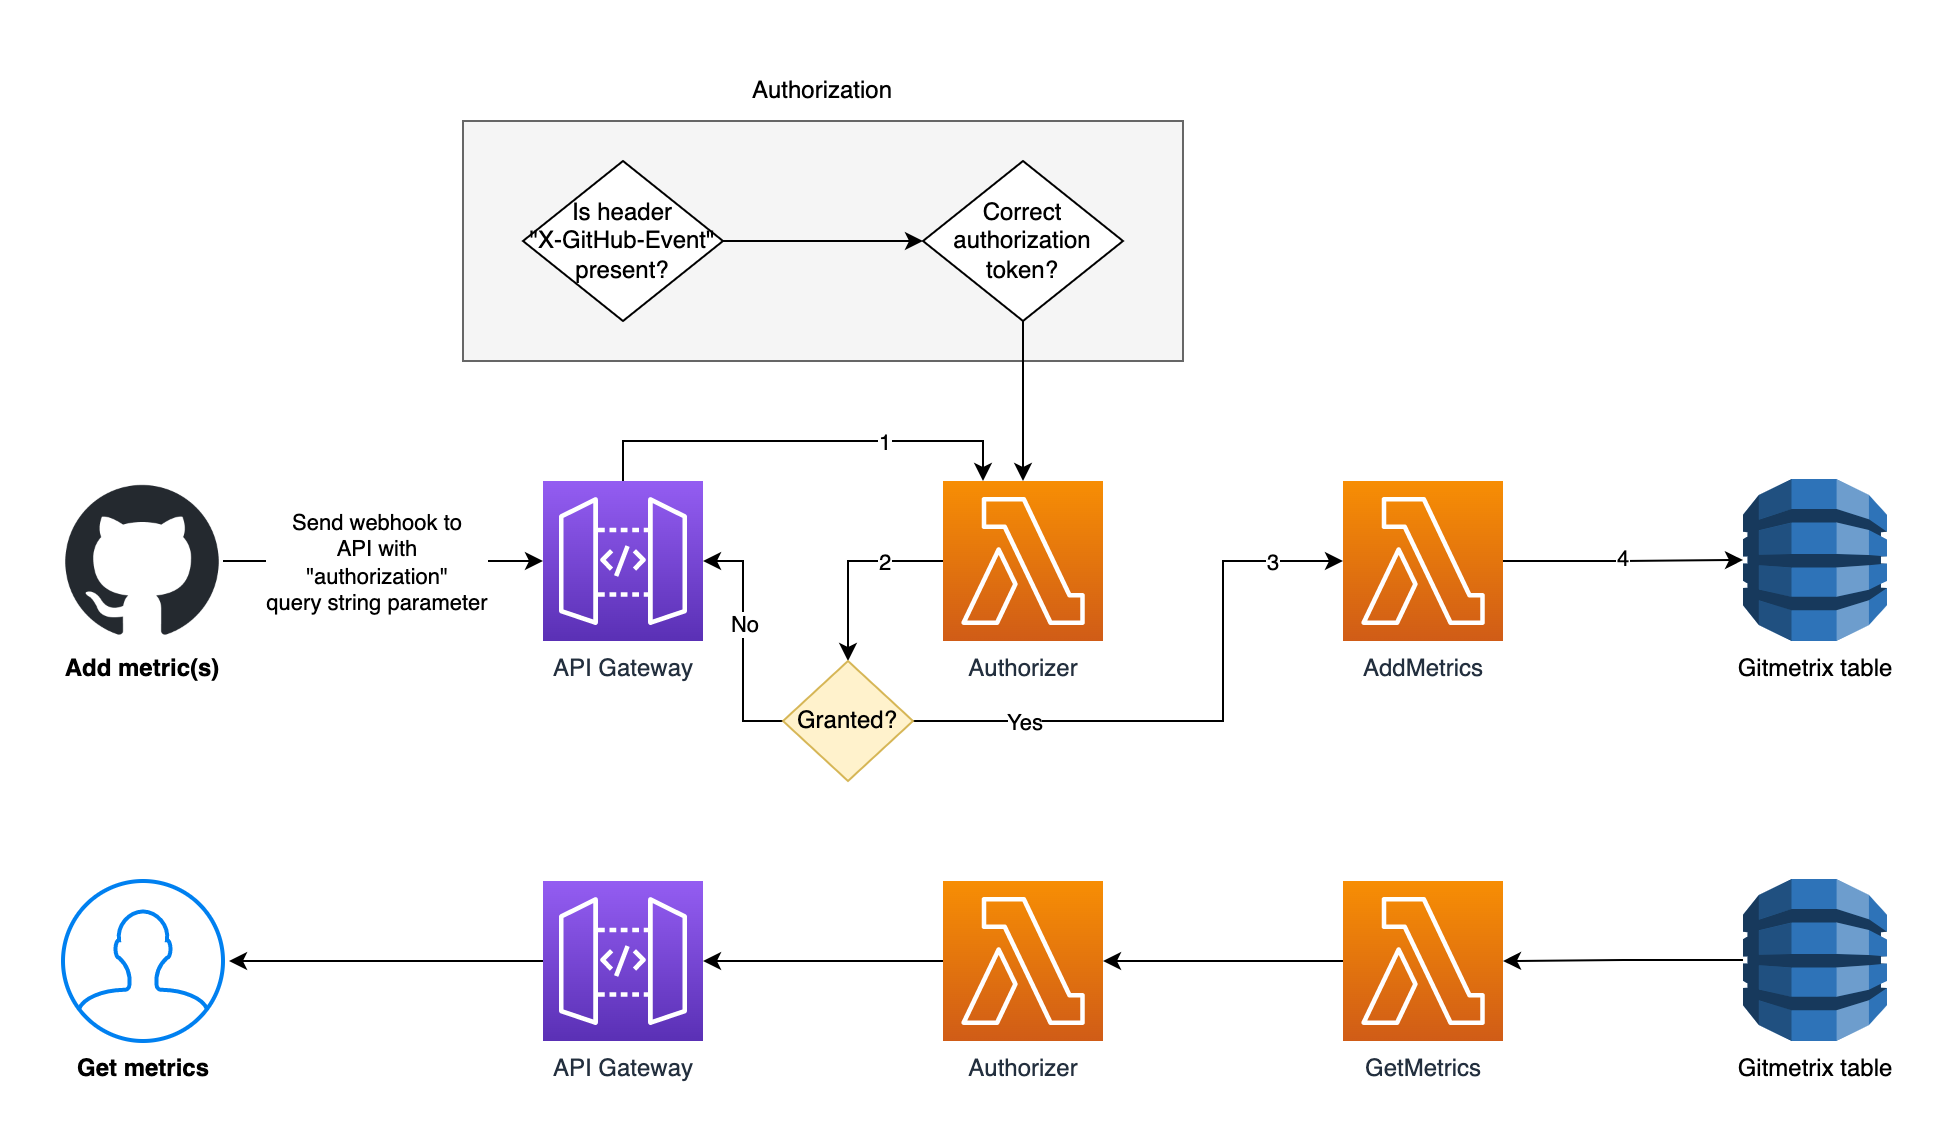 Authorization
Is header
"X-GitHub-Event"
present?
Correct
authorization
token?
1
Send webhook to
API with
"authorization"
query string parameter
2
3
4
</>
No
Add metric(s)
API Gateway
Authorizer
AddMetrics
Gitmetrix table
Granted?
Yes
</>
Get metrics
API Gateway
Authorizer
GetMetrics
Gitmetrix table